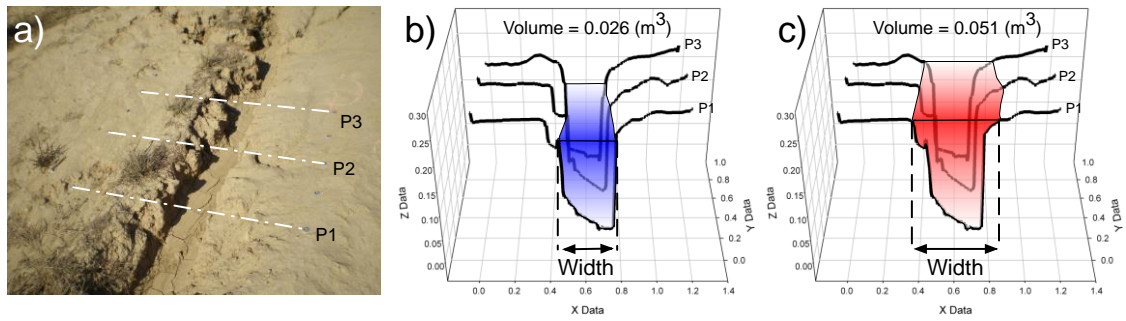 a)
P3
P2
P1
b)
Volume = 0.026 (m³)
P3
P2
P1
0.30
0.25
0.20
0.15
0.10
0.05
0.00
Z Data
1.0
0.8
0.6
0.4
0.2
0.0
Y Data
Width
0.0 0.2 0.4 0.6 0.8 1.0 1.2 1.4
X Data
c)
Volume = 0.051 (m³)
P3
P2
P1
0.30
0.25
0.20
0.15
0.10
0.05
0.00
Z Data
1.0
0.8
0.6
0.4
0.2
0.0
Y Data
Width
0.0 0.2 0.4 0.6 0.8 1.0 1.2 1.4
X Data